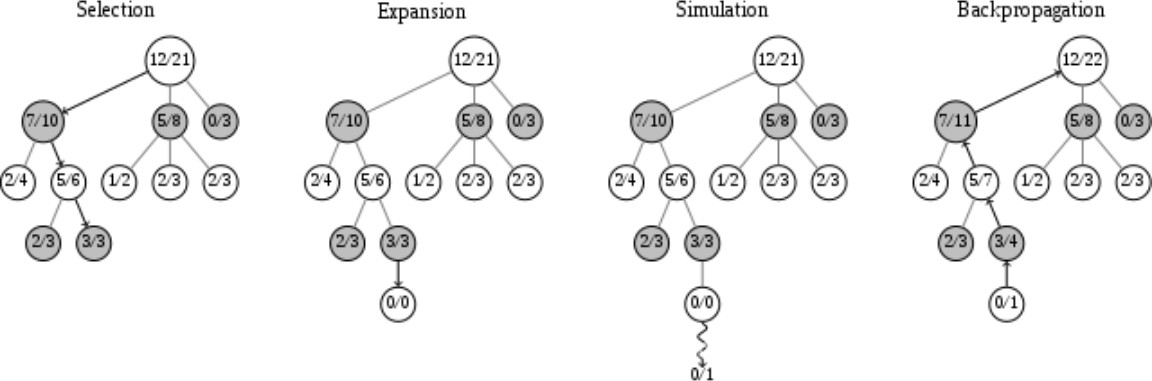 Selection Expansion Simulation Backpropagation
12/21 12/21 12/21 12/22
7/10 5/8 0/3 7/10 5/8 0/3 7/10 5/8 0/3 7/11 5/8 0/3
2/4 5/6 1/2 2/3 2/3 2/4 5/6 1/2 2/3 2/3 2/4 5/6 1/2 2/3 2/3 2/4 5/7 1/2 2/3 2/3
2/3 3/3 2/3 3/3 2/3 3/3 2/3 3/4
0/0 0/0 0/1
0/1